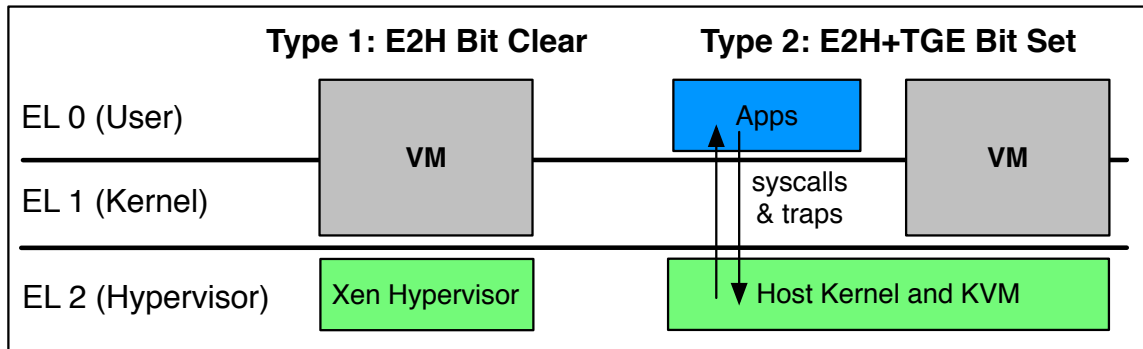 Type 1: E2H Bit Clear
Type 2: E2H+TGE Bit Set
EL 0 (User)
VM
Apps
VM
EL 1 (Kernel)
syscalls
& traps
EL 2 (Hypervisor)
Xen Hypervisor
Host Kernel and KVM